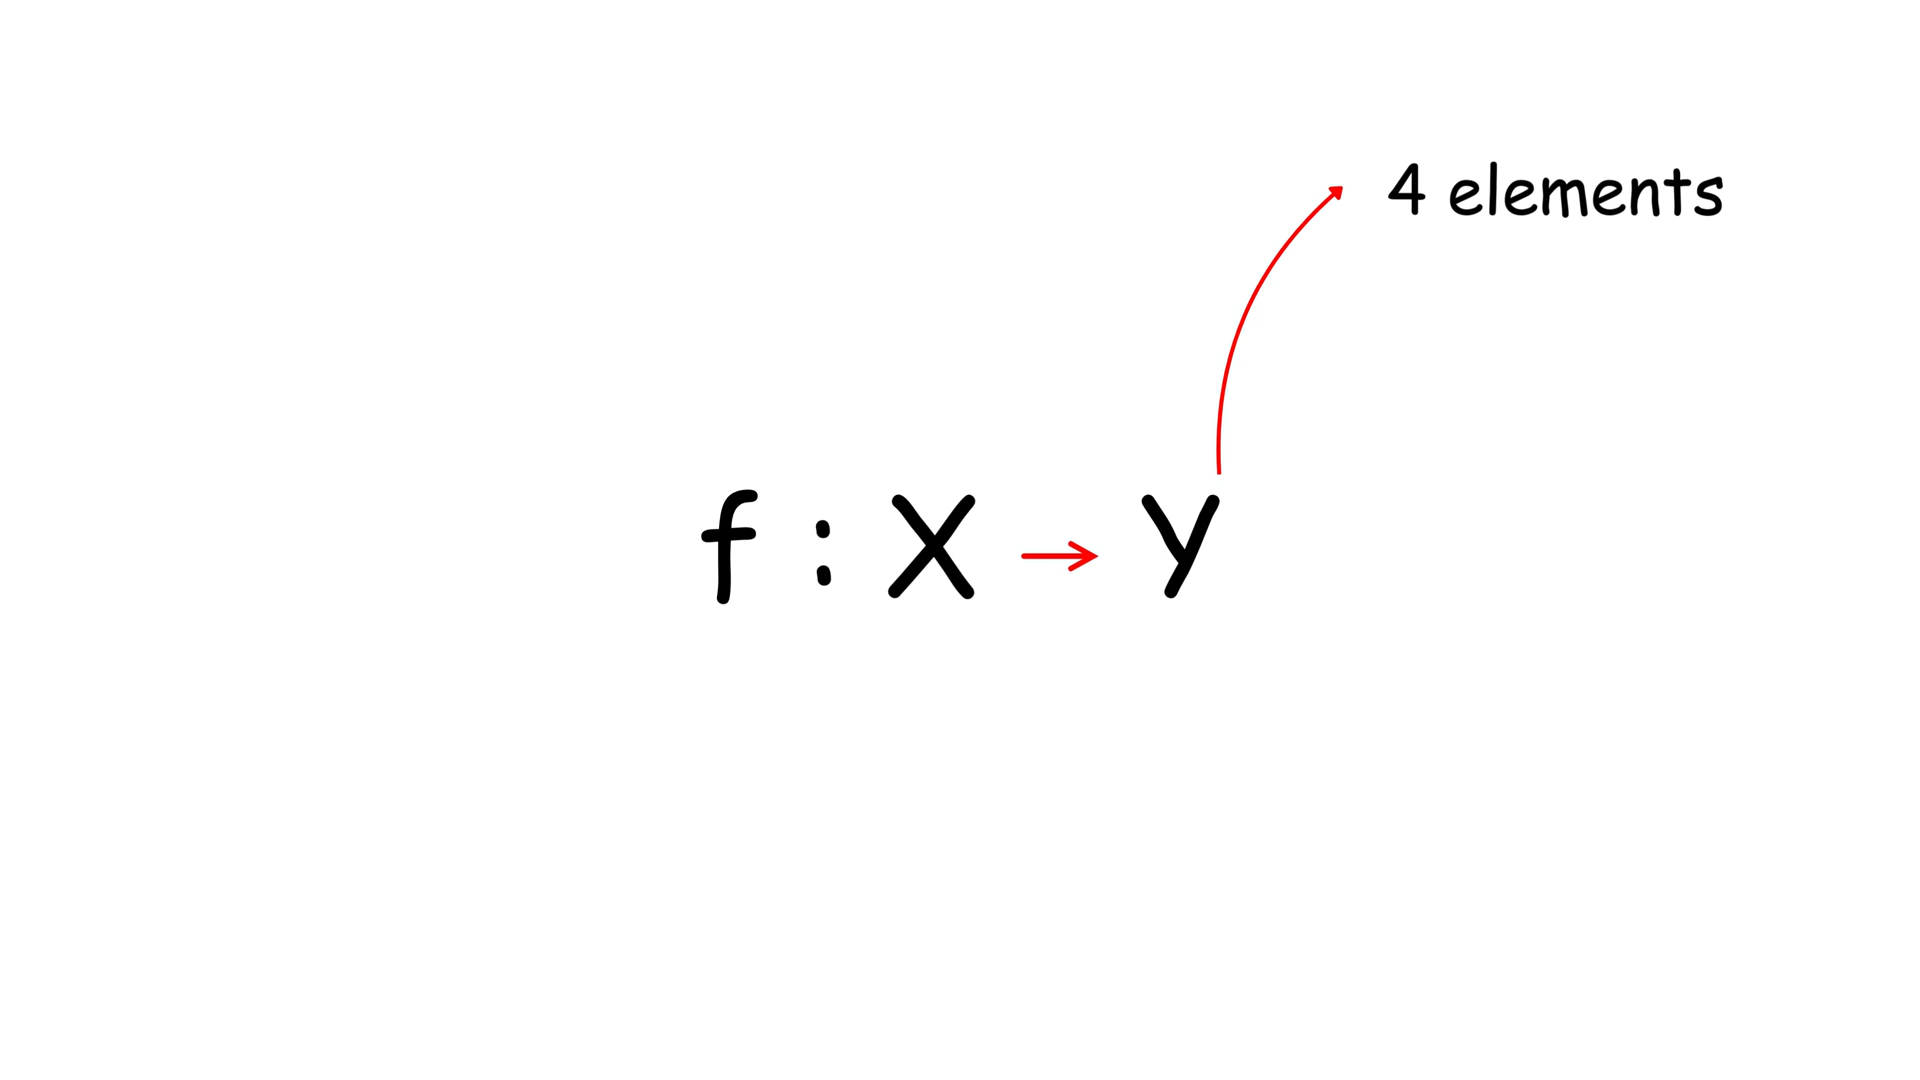 4 elements
f : X → Y